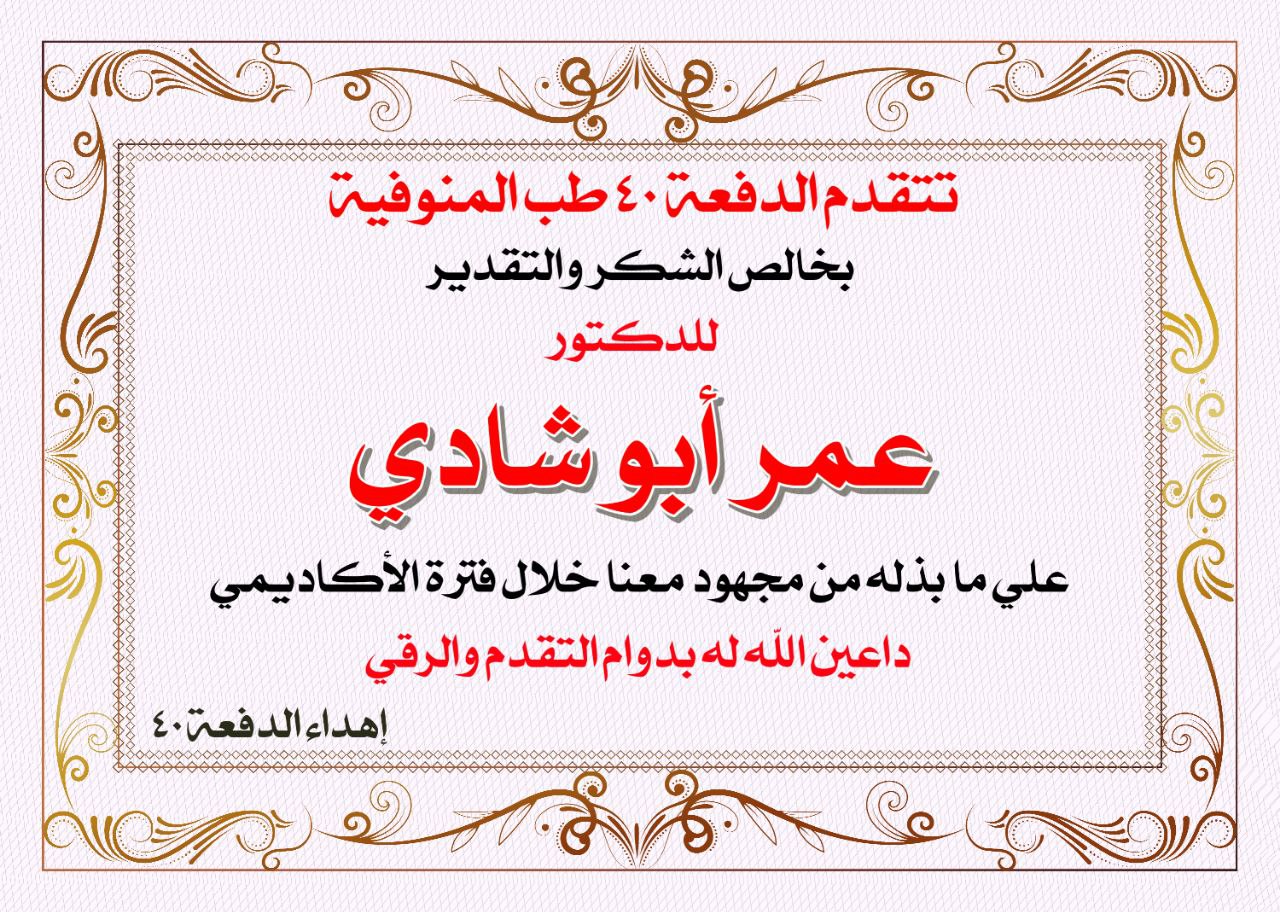 تتقدم الدفعة ٤٠ طب المنوفية
بخالص الشكر والتقدير
للدكتور
عمر أبو شادي
علي ما بذله من مجهود معنا خلال فترة الأكاديمي
داعين الله له بدوام التقدم والرقي
إهداء الدفعة ٤٠